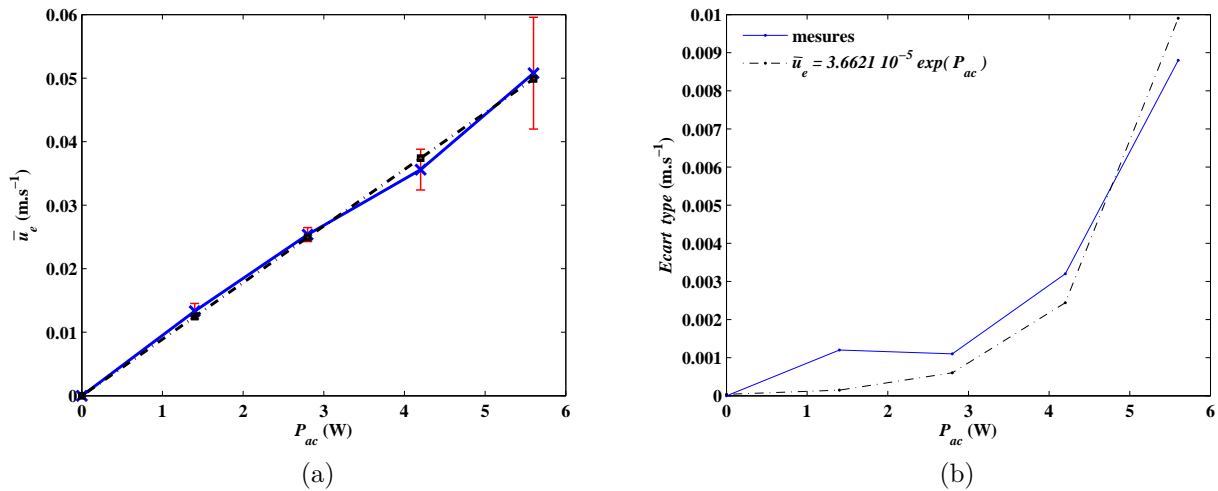 0.06
0.05
0.04
0.03
0.02
0.01
0
u̅ₑ (m.s⁻¹)
0 1 2 3 4 5 6
P_ac (W)
(a)
0.01
0.009
0.008
0.007
0.006
0.005
0.004
0.003
0.002
0.001
0
Ecart type (m.s⁻¹)
mesures
u̅ₑ = 3.6621 10⁻⁵ exp( P_ac )
0 1 2 3 4 5 6
P_ac (W)
(b)